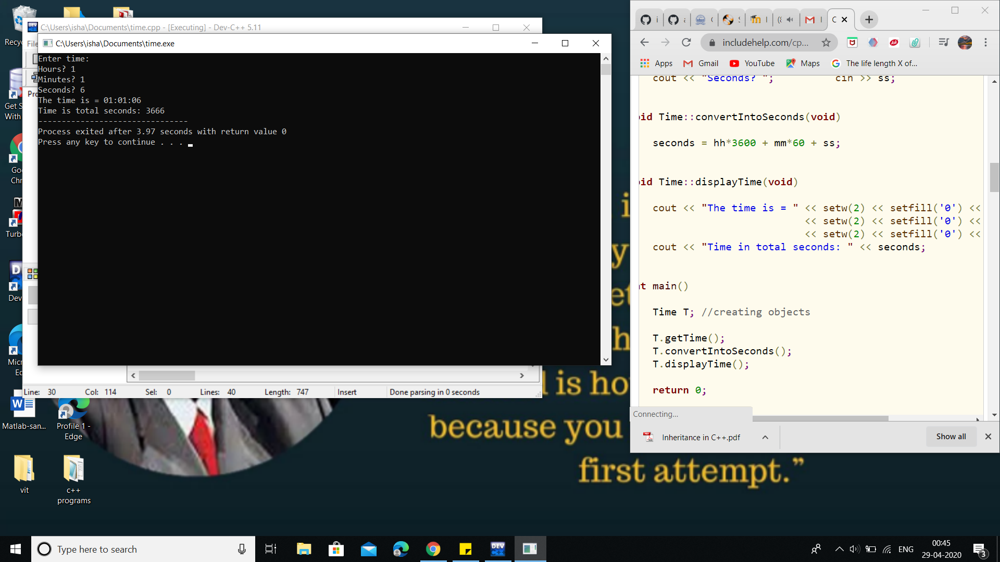 C:\Users\isha\Documents\time.cpp - [Executing] - Dev-C++ 5.11
File
C:\Users\isha\Documents\time.exe
Enter time:
Hours? 1
Minutes? 1
Seconds? 6
The time is = 01:01:06
Time is total seconds: 3666
--------------------------------
Process exited after 3.97 seconds with return value 0
Press any key to continue . . .
Line: 30 Col: 114 Sel: 0 Lines: 40 Length: 747 Insert Done parsing in 0 seconds
includehelp.com/cp...
Apps Gmail YouTube Maps The life length X of...
cout << "Seconds? "; cin >> ss;
oid Time::convertIntoSeconds(void)
seconds = hh*3600 + mm*60 + ss;
oid Time::displayTime(void)
cout << "The time is = " << setw(2) << setfill('0') <<
<< setw(2) << setfill('0') <<
<< setw(2) << setfill('0') <<
cout << "Time in total seconds: " << seconds;
nt main()
Time T; //creating objects
T.getTime();
T.convertIntoSeconds();
T.displayTime();
return 0;
Connecting...
Inheritance in C++.pdf
Show all
is ho
because you
first attempt.”
Get S
With
Goo
Chr
Turb
Dev
Micr
Ed
Matlab-san...
Profile 1 -
Edge
vit
c++
programs
Type here to search
ENG
00:45
29-04-2020
3